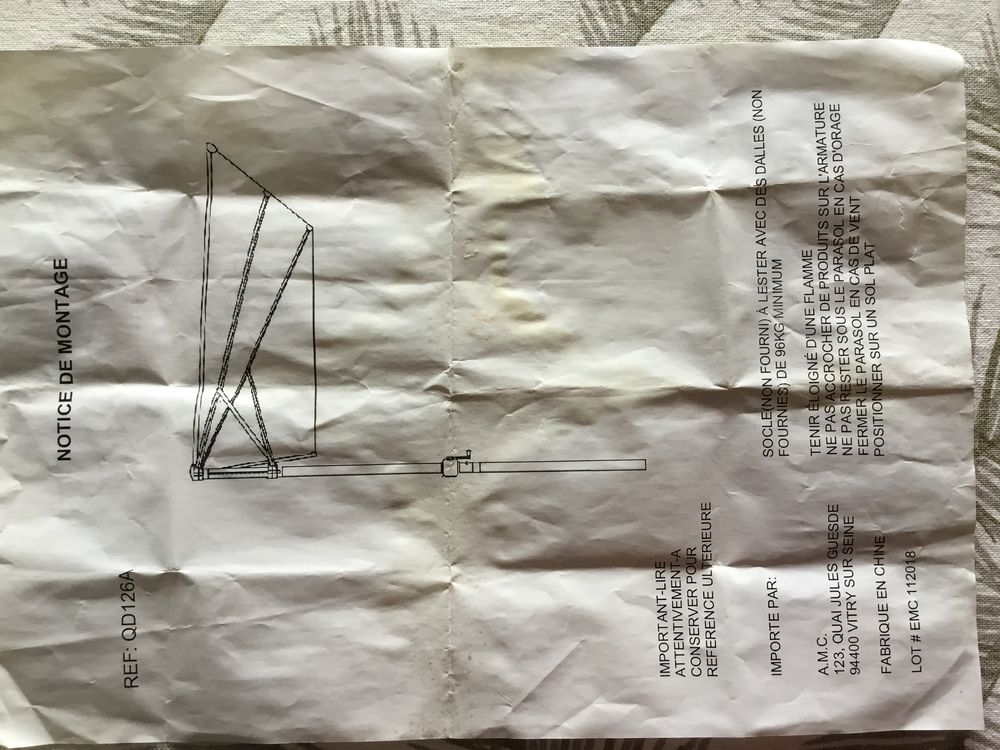 NOTICE DE MONTAGE
REF: QD126A
IMPORTANT-LIRE
ATTENTIVEMENT-A
CONSERVER POUR
REFERENCE ULTERIEURE
IMPORTE PAR:
A.M.C.
123, QUAI JULES GUESDE
94400 VITRY SUR SEINE
FABRIQUE EN CHINE
LOT # EMC 112018
SOCLE(NON FOURNI) À LESTER AVEC DES DALLES (NON
FOURNIES) DE 96KG MINIMUM
TENIR ÉLOIGNÉ D'UNE FLAMME
NE PAS ACCROCHER DE PRODUITS SUR L'ARMATURE
NE PAS RESTER SOUS LE PARASOL EN CAS D'ORAGE
FERMER LE PARASOL EN CAS DE VENT
POSITIONNER SUR UN SOL PLAT